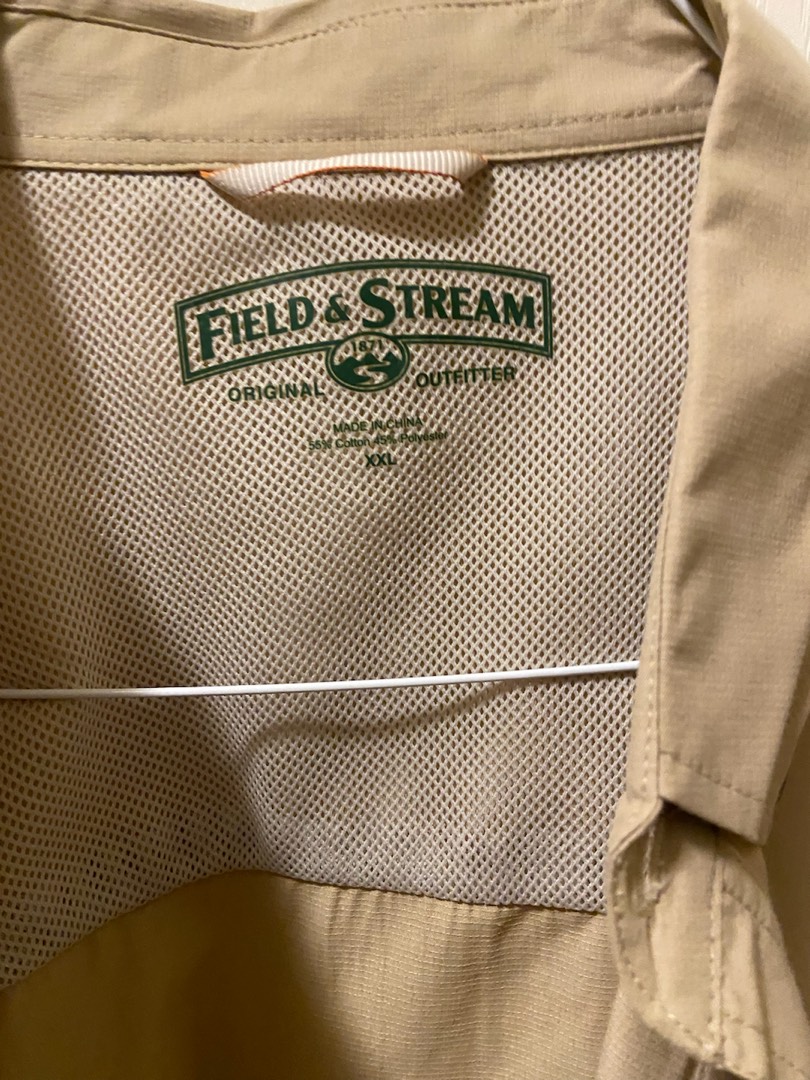 FIELD & STREAM
1871
ORIGINAL OUTFITTER
MADE IN CHINA
55% Cotton 45% Polyester
XXL